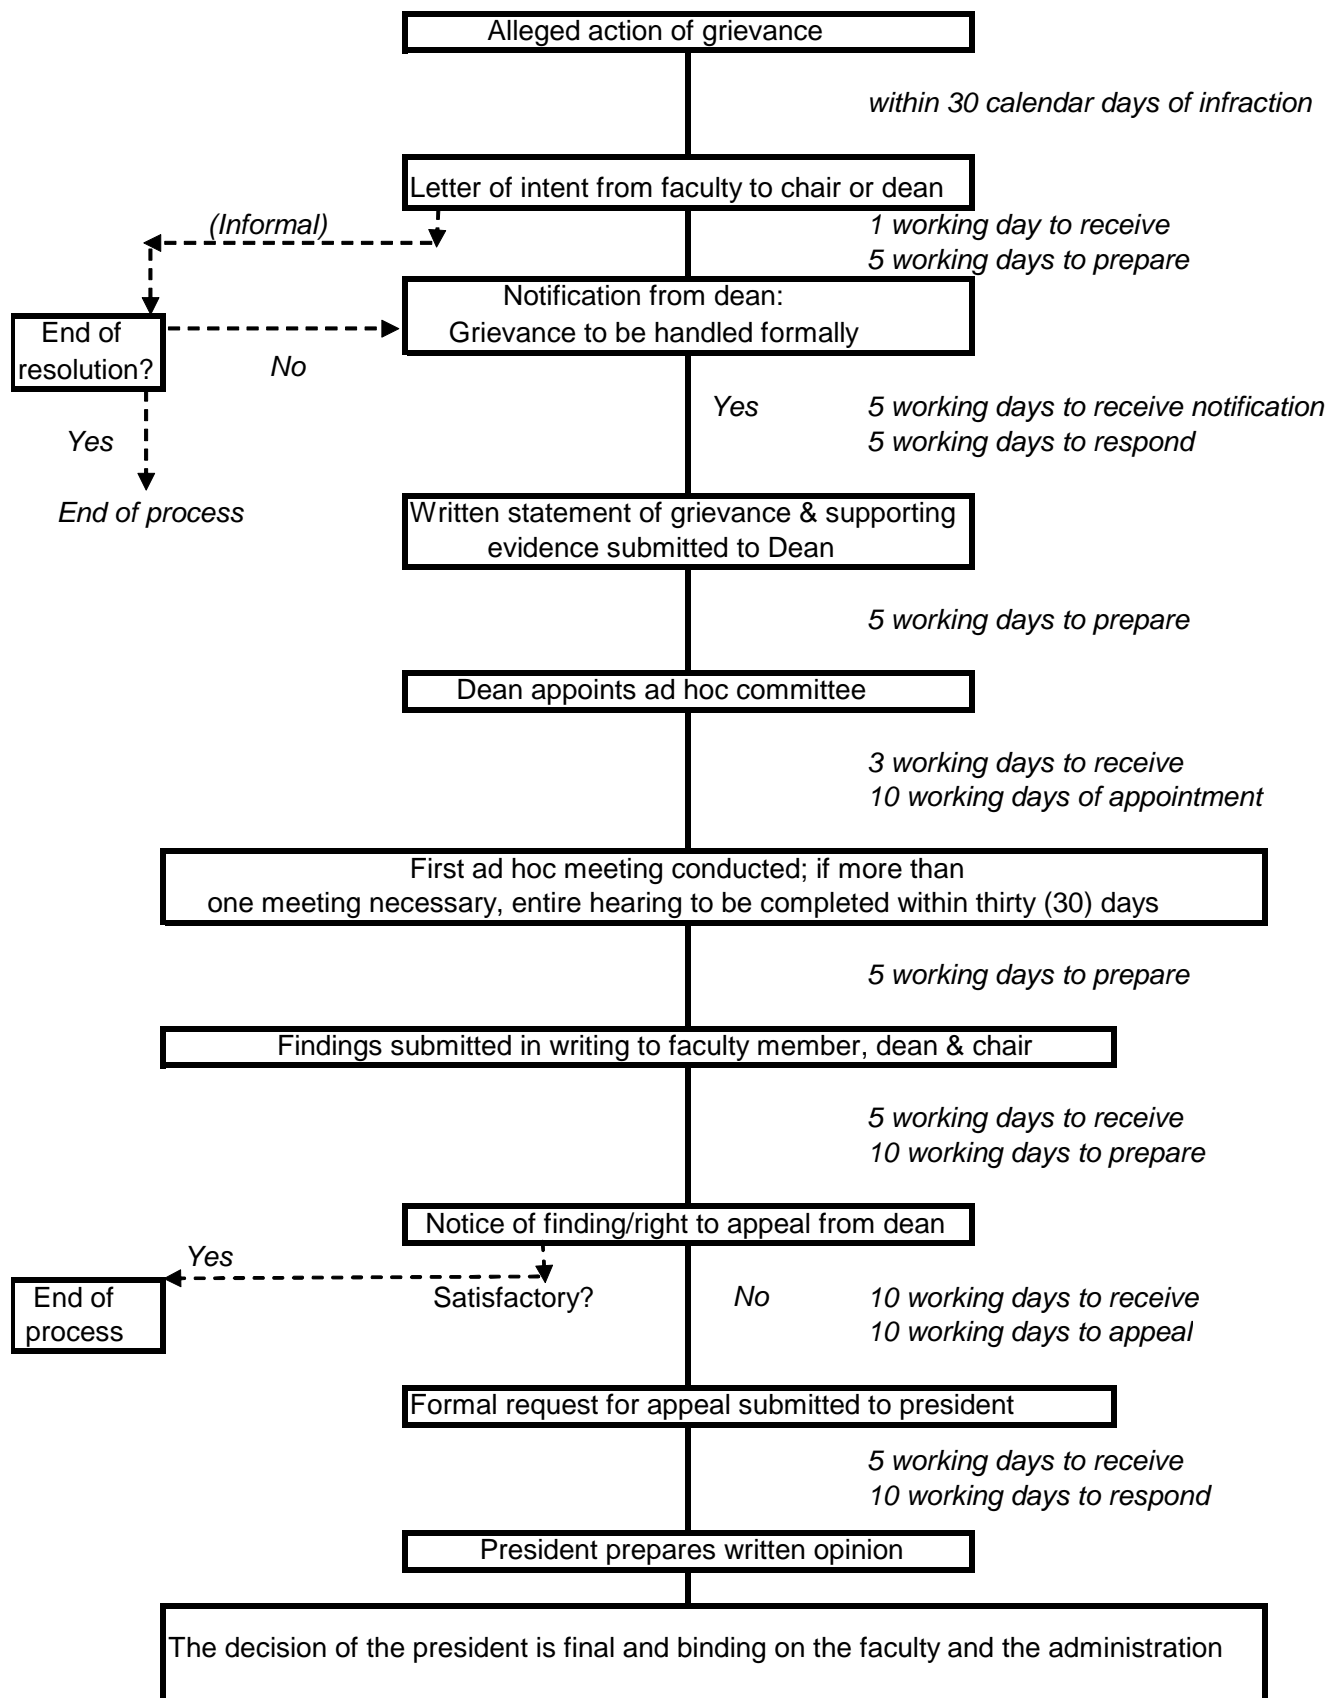 Alleged action of grievance
within 30 calendar days of infraction
Letter of intent from faculty to chair or dean
(Informal)
1 working day to receive
5 working days to prepare
Notification from dean:
Grievance to be handled formally
End of
resolution?
No
Yes
5 working days to receive notification
5 working days to respond
Yes
End of process
Written statement of grievance & supporting
evidence submitted to Dean
5 working days to prepare
Dean appoints ad hoc committee
3 working days to receive
10 working days of appointment
First ad hoc meeting conducted; if more than
one meeting necessary, entire hearing to be completed within thirty (30) days
5 working days to prepare
Findings submitted in writing to faculty member, dean & chair
5 working days to receive
10 working days to prepare
Notice of finding/right to appeal from dean
Yes
End of
process
Satisfactory?
No
10 working days to receive
10 working days to appeal
Formal request for appeal submitted to president
5 working days to receive
10 working days to respond
President prepares written opinion
The decision of the president is final and binding on the faculty and the administration